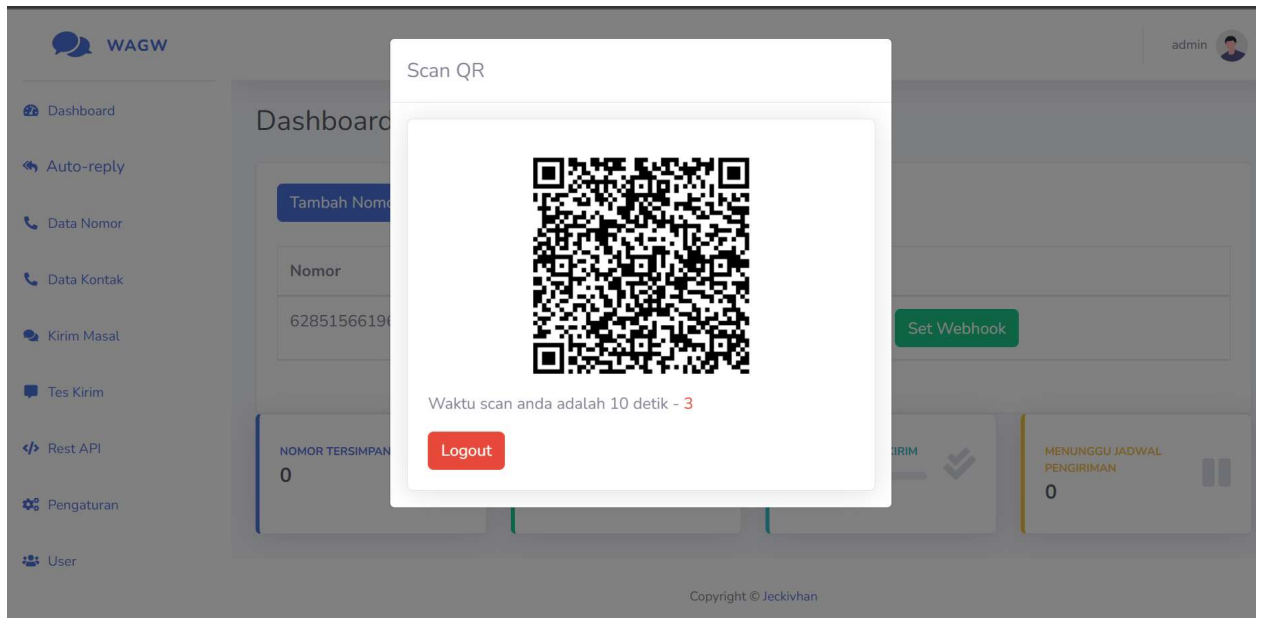 WAGW
admin
Scan QR
Dashboard
Dashboard
Auto-reply
Tambah
Data Nomor
Nomor
Data Kontak
62851566196
Set Webhook
Kirim Masal
Tes Kirim
Waktu scan anda adalah 10 detik - 3
Logout
Rest API
NOMOR TERSIMPAN
0
MENUNGGU JADWAL
PENGIRIMAN
0
Pengaturan
User
Copyright © Jeckivhan